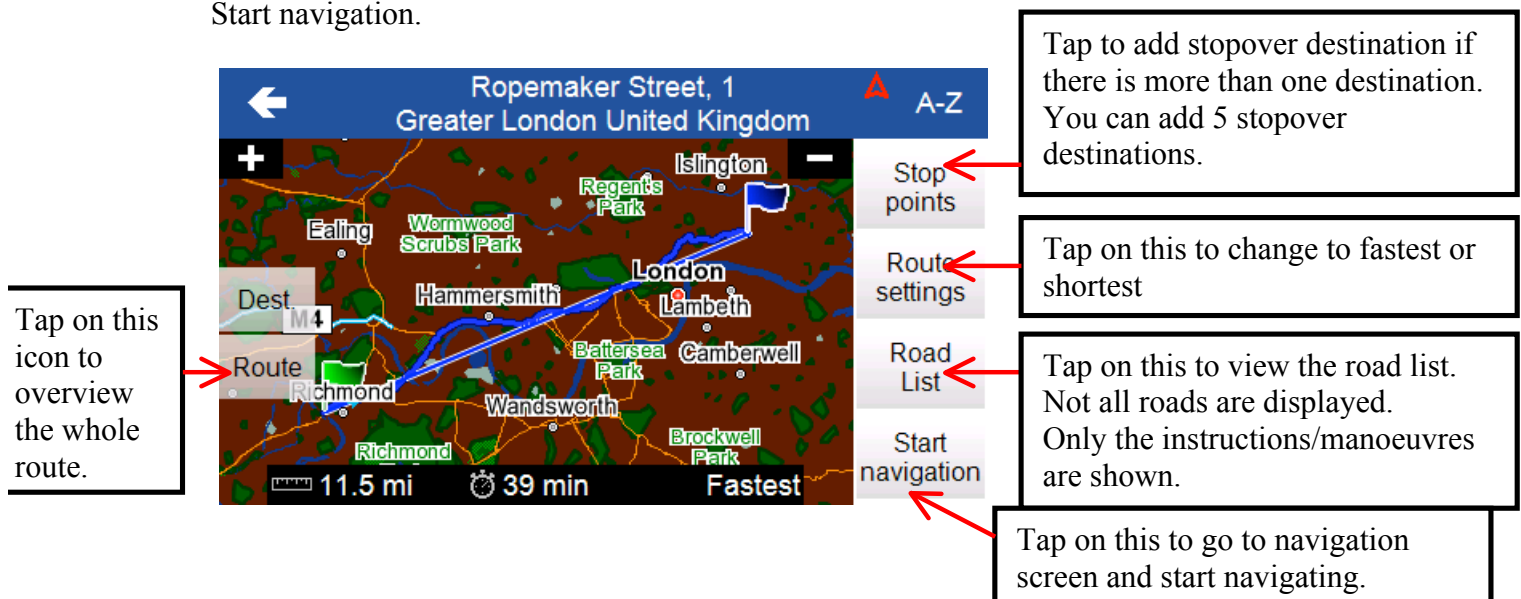 Start navigation.
Tap to add stopover destination if
there is more than one destination.
You can add 5 stopover
destinations.
Ropemaker Street, 1
Greater London United Kingdom
A-Z
+
–
Islington
Regent's
Park
Ealing
Wormwood
Scrubs Park
London
Hammersmith
Lambeth
Dest
M4
Route
Battersea
Park
Camberwell
Richmond
Wandsworth
Richmond
Brockwell
Park
11.5 mi
39 min
Fastest
Stop
points
Route
settings
Road
List
Start
navigation
Tap on this to change to fastest or
shortest
Tap on this
icon to
overview
the whole
route.
Tap on this to view the road list.
Not all roads are displayed.
Only the instructions/manoeuvres
are shown.
Tap on this to go to navigation
screen and start navigating.